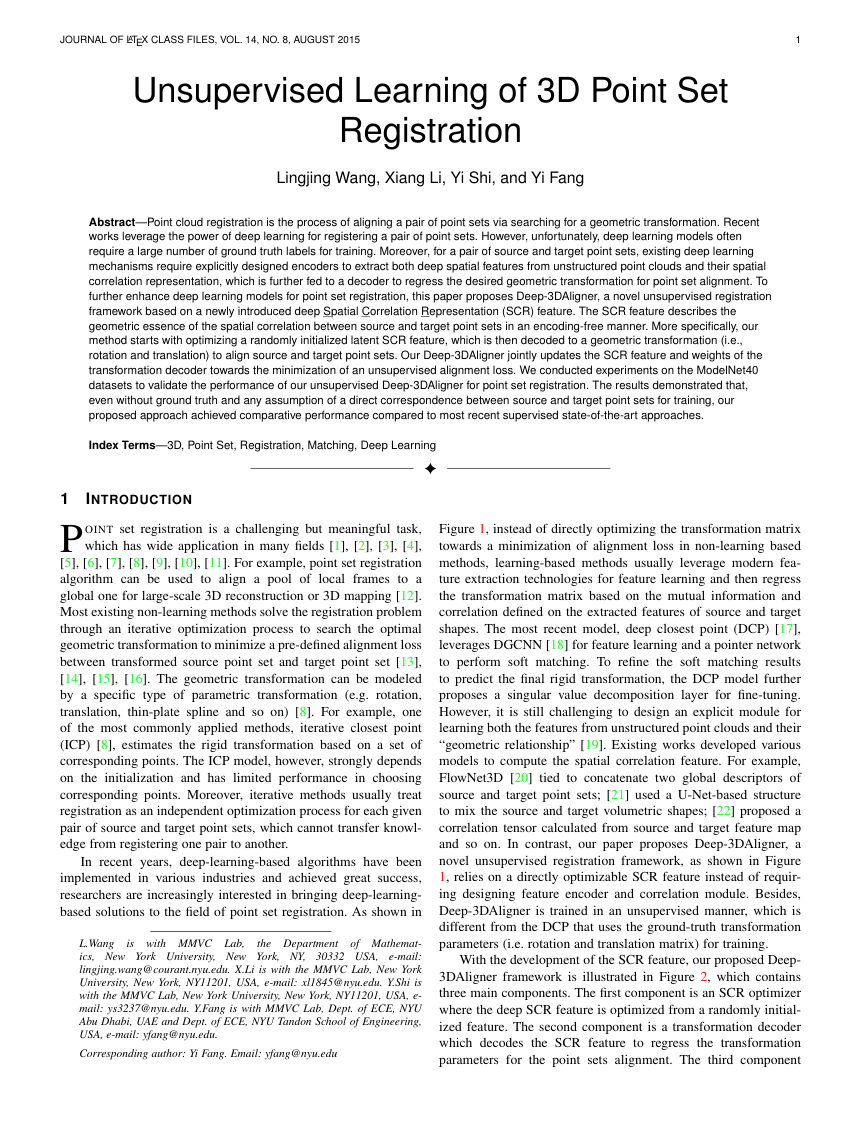 JOURNAL OF LATEX CLASS FILES, VOL. 14, NO. 8, AUGUST 2015
1
Unsupervised Learning of 3D Point Set
Registration
Lingjing Wang, Xiang Li, Yi Shi, and Yi Fang
Abstract—Point cloud registration is the process of aligning a pair of point sets via searching for a geometric transformation. Recent
works leverage the power of deep learning for registering a pair of point sets. However, unfortunately, deep learning models often
require a large number of ground truth labels for training. Moreover, for a pair of source and target point sets, existing deep learning
mechanisms require explicitly designed encoders to extract both deep spatial features from unstructured point clouds and their spatial
correlation representation, which is further fed to a decoder to regress the desired geometric transformation for point set alignment. To
further enhance deep learning models for point set registration, this paper proposes Deep-3DAligner, a novel unsupervised registration
framework based on a newly introduced deep Spatial Correlation Representation (SCR) feature. The SCR feature describes the
geometric essence of the spatial correlation between source and target point sets in an encoding-free manner. More specifically, our
method starts with optimizing a randomly initialized latent SCR feature, which is then decoded to a geometric transformation (i.e.,
rotation and translation) to align source and target point sets. Our Deep-3DAligner jointly updates the SCR feature and weights of the
transformation decoder towards the minimization of an unsupervised alignment loss. We conducted experiments on the ModelNet40
datasets to validate the performance of our unsupervised Deep-3DAligner for point set registration. The results demonstrated that,
even without ground truth and any assumption of a direct correspondence between source and target point sets for training, our
proposed approach achieved comparative performance compared to most recent supervised state-of-the-art approaches.
Index Terms—3D, Point Set, Registration, Matching, Deep Learning
1 INTRODUCTION
POINT set registration is a challenging but meaningful task,
which has wide application in many fields [1], [2], [3], [4],
[5], [6], [7], [8], [9], [10], [11]. For example, point set registration
algorithm can be used to align a pool of local frames to a
global one for large-scale 3D reconstruction or 3D mapping [12].
Most existing non-learning methods solve the registration problem
through an iterative optimization process to search the optimal
geometric transformation to minimize a pre-defined alignment loss
between transformed source point set and target point set [13],
[14], [15], [16]. The geometric transformation can be modeled
by a specific type of parametric transformation (e.g. rotation,
translation, thin-plate spline and so on) [8]. For example, one
of the most commonly applied methods, iterative closest point
(ICP) [8], estimates the rigid transformation based on a set of
corresponding points. The ICP model, however, strongly depends
on the initialization and has limited performance in choosing
corresponding points. Moreover, iterative methods usually treat
registration as an independent optimization process for each given
pair of source and target point sets, which cannot transfer knowl-
edge from registering one pair to another.
In recent years, deep-learning-based algorithms have been
implemented in various industries and achieved great success,
researchers are increasingly interested in bringing deep-learning-
based solutions to the field of point set registration. As shown in
L.Wang is with MMVC Lab, the Department of Mathemat-
ics, New York University, New York, NY, 30332 USA, e-mail:
lingjing.wang@courant.nyu.edu. X.Li is with the MMVC Lab, New York
University, New York, NY11201, USA, e-mail: xl1845@nyu.edu. Y.Shi is
with the MMVC Lab, New York University, New York, NY11201, USA, e-
mail: ys3237@nyu.edu. Y.Fang is with MMVC Lab, Dept. of ECE, NYU
Abu Dhabi, UAE and Dept. of ECE, NYU Tandon School of Engineering,
USA, e-mail: yfang@nyu.edu.
Corresponding author: Yi Fang. Email: yfang@nyu.edu
Figure 1, instead of directly optimizing the transformation matrix
towards a minimization of alignment loss in non-learning based
methods, learning-based methods usually leverage modern fea-
ture extraction technologies for feature learning and then regress
the transformation matrix based on the mutual information and
correlation defined on the extracted features of source and target
shapes. The most recent model, deep closest point (DCP) [17],
leverages DGCNN [18] for feature learning and a pointer network
to perform soft matching. To refine the soft matching results
to predict the final rigid transformation, the DCP model further
proposes a singular value decomposition layer for fine-tuning.
However, it is still challenging to design an explicit module for
learning both the features from unstructured point clouds and their
“geometric relationship” [19]. Existing works developed various
models to compute the spatial correlation feature. For example,
FlowNet3D [20] tied to concatenate two global descriptors of
source and target point sets; [21] used a U-Net-based structure
to mix the source and target volumetric shapes; [22] proposed a
correlation tensor calculated from source and target feature map
and so on. In contrast, our paper proposes Deep-3DAligner, a
novel unsupervised registration framework, as shown in Figure
1, relies on a directly optimizable SCR feature instead of requir-
ing designing feature encoder and correlation module. Besides,
Deep-3DAligner is trained in an unsupervised manner, which is
different from the DCP that uses the ground-truth transformation
parameters (i.e. rotation and translation matrix) for training.
With the development of the SCR feature, our proposed Deep-
3DAligner framework is illustrated in Figure 2, which contains
three main components. The first component is an SCR optimizer
where the deep SCR feature is optimized from a randomly initial-
ized feature. The second component is a transformation decoder
which decodes the SCR feature to regress the transformation
parameters for the point sets alignment. The third component